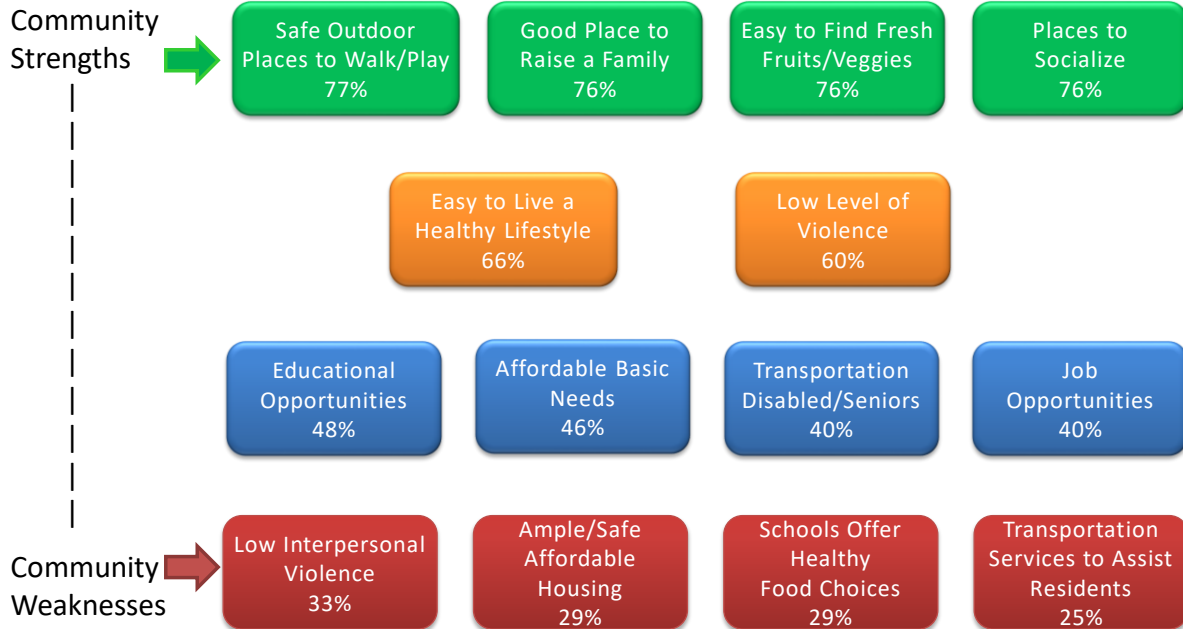 Community
Strengths
Safe Outdoor
Places to Walk/Play
77%
Good Place to
Raise a Family
76%
Easy to Find Fresh
Fruits/Veggies
76%
Places to
Socialize
76%
Easy to Live a
Healthy Lifestyle
66%
Low Level of
Violence
60%
Educational
Opportunities
48%
Affordable Basic
Needs
46%
Transportation
Disabled/Seniors
40%
Job
Opportunities
40%
Community
Weaknesses
Low Interpersonal
Violence
33%
Ample/Safe
Affordable
Housing
29%
Schools Offer
Healthy
Food Choices
29%
Transportation
Services to Assist
Residents
25%